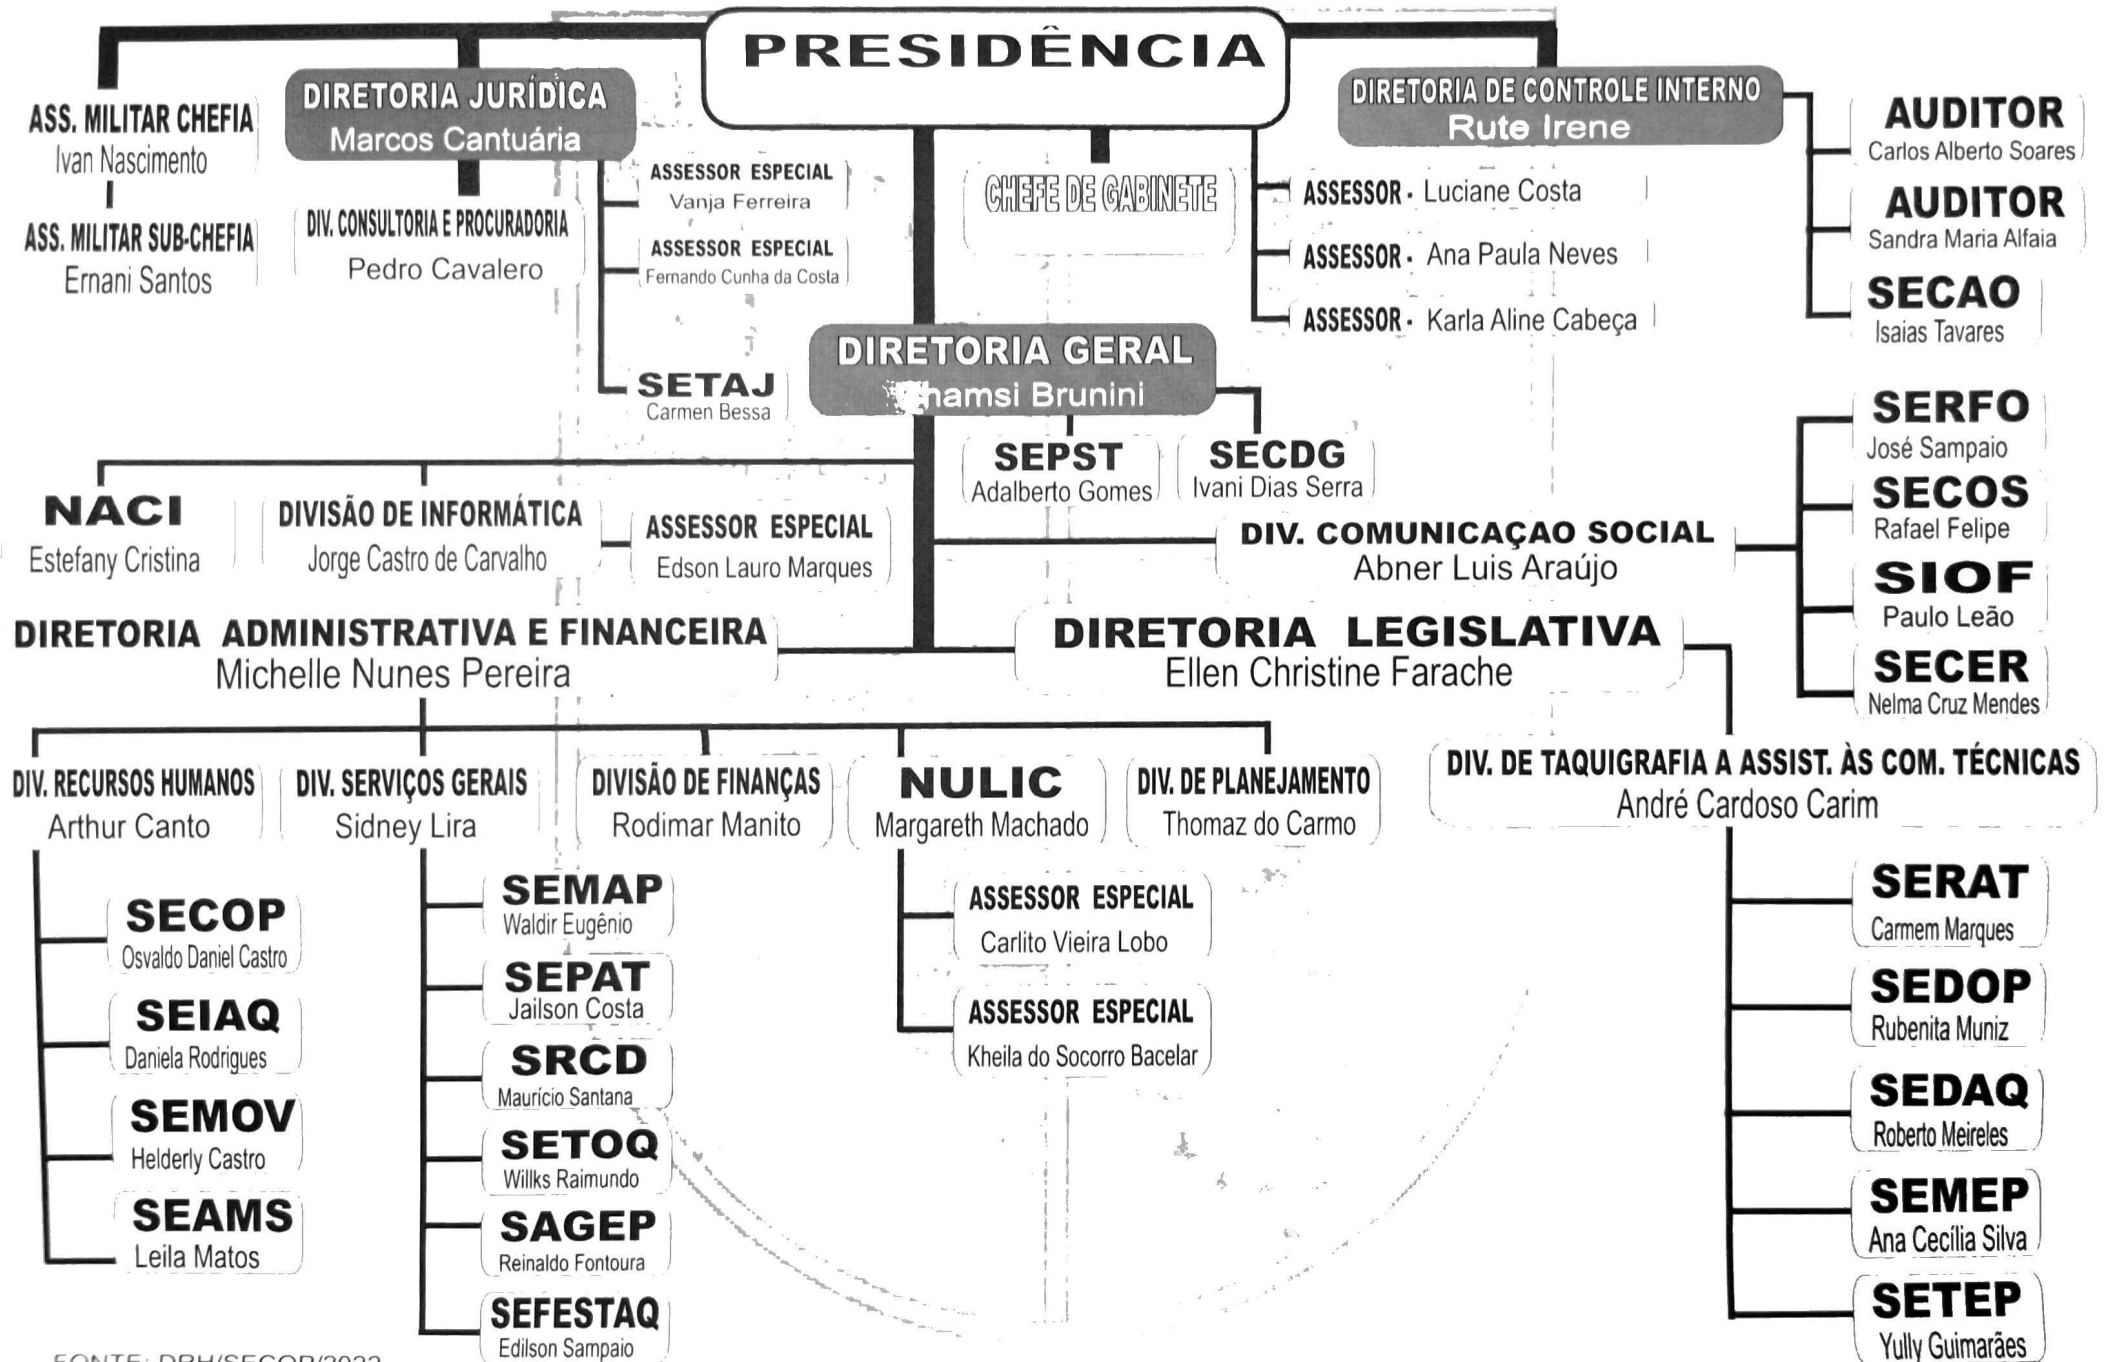 PRESIDÊNCIA
ASS. MILITAR CHEFIA
Ivan Nascimento
ASS. MILITAR SUB-CHEFIA
Ernani Santos
DIRETORIA JURÍDICA
Marcos Cantuária
DIV. CONSULTORIA E PROCURADORIA
Pedro Cavalero
ASSESSOR ESPECIAL
Vanja Ferreira
ASSESSOR ESPECIAL
Fernando Cunha da Costa
SETAJ
Carmen Bessa
CHEFE DE GABINETE
ASSESSOR - Luciane Costa
ASSESSOR - Ana Paula Neves
ASSESSOR - Karla Aline Cabeça
DIRETORIA DE CONTROLE INTERNO
Rute Irene
AUDITOR
Carlos Alberto Soares
AUDITOR
Sandra Maria Alfaia
SECAO
Isaias Tavares
DIRETORIA GERAL
Brunini
SEPST
Adalberto Gomes
SECDG
Ivani Dias Serra
NACI
Estefany Cristina
DIVISÃO DE INFORMÁTICA
Jorge Castro de Carvalho
ASSESSOR ESPECIAL
Edson Lauro Marques
DIV. COMUNICAÇAO SOCIAL
Abner Luis Araújo
SERFO
José Sampaio
SECOS
Rafael Felipe
SIOF
Paulo Leão
SECER
Nelma Cruz Mendes
DIRETORIA ADMINISTRATIVA E FINANCEIRA
Michelle Nunes Pereira
DIRETORIA LEGISLATIVA
Ellen Christine Farache
DIV. RECURSOS HUMANOS
Arthur Canto
SECOP
Osvaldo Daniel Castro
SEIAQ
Daniela Rodrigues
SEMOV
Helderly Castro
SEAMS
Leila Matos
DIV. SERVIÇOS GERAIS
Sidney Lira
SEMAP
Waldir Eugênio
SEPAT
Jailson Costa
SRCD
Maurício Santana
SETOQ
Willks Raimundo
SAGEP
Reinaldo Fontoura
SEFESTAQ
Edilson Sampaio
DIVISÃO DE FINANÇAS
Rodimar Manito
NULIC
Margareth Machado
ASSESSOR ESPECIAL
Carlito Vieira Lobo
ASSESSOR ESPECIAL
Kheila do Socorro Bacelar
DIV. DE PLANEJAMENTO
Thomaz do Carmo
DIV. DE TAQUIGRAFIA A ASSIST. ÀS COM. TÉCNICAS
André Cardoso Carim
SERAT
Carmem Marques
SEDOP
Rubenita Muniz
SEDAQ
Roberto Meireles
SEMEP
Ana Cecília Silva
SETEP
Yully Guimarães
FONTE: